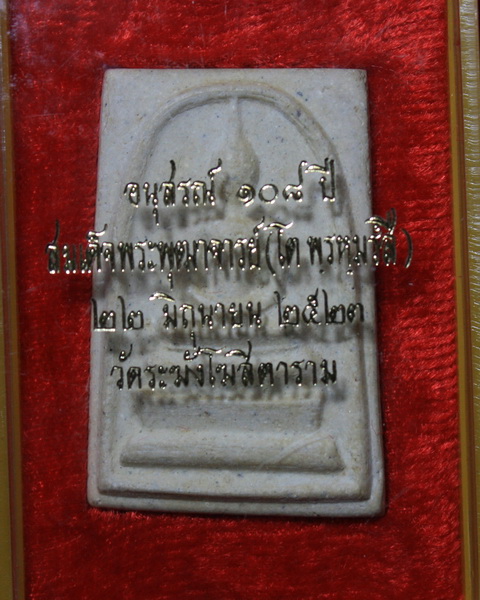 อนุสรณ์ ๑๐๘ ปี
สมเด็จพระพุฒาจารย์(โต พรหมรังสี)
๒๒ มิถุนายน ๒๕๒๓
วัดระฆังโฆสิตาราม